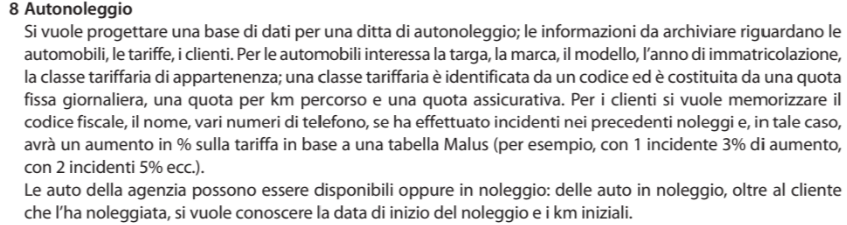 8 Autonoleggio
Si vuole progettare una base di dati per una ditta di autonoleggio; le informazioni da archiviare riguardano le
automobili, le tariffe, i clienti. Per le automobili interessa la targa, la marca, il modello, l'anno di immatricolazione,
la classe tariffaria di appartenenza; una classe tariffaria è identificata da un codice ed è costituita da una quota
fissa giornaliera, una quota per km percorso e una quota assicurativa. Per i clienti si vuole memorizzare il
codice fiscale, il nome, vari numeri di telefono, se ha effettuato incidenti nei precedenti noleggi e, in tale caso,
avrà un aumento in % sulla tariffa in base a una tabella Malus (per esempio, con 1 incidente 3% di aumento,
con 2 incidenti 5% ecc.).
Le auto della agenzia possono essere disponibili oppure in noleggio: delle auto in noleggio, oltre al cliente
che l'ha noleggiata, si vuole conoscere la data di inizio del noleggio e i km iniziali.